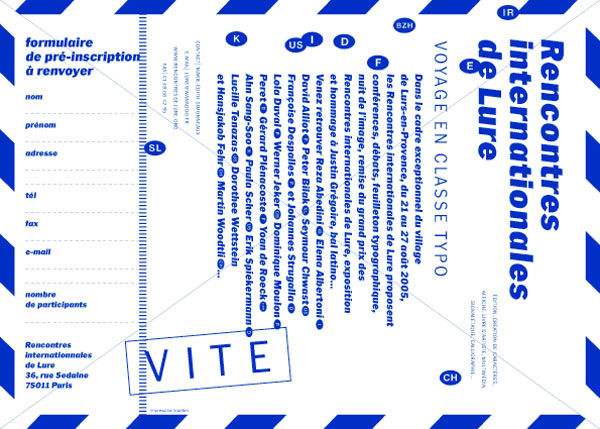 formulaire
de pré-inscription
à renvoyer
nom
prénom
adresse
tél
fax
e-mail
nombre
de participants
Rencontres
internationales
de Lure
36, rue Sedaine
75011 Paris
VITE
Rencontres
internationales
de Lure
VOYAGE EN CLASSE TYPO
Dans le cadre exceptionnel du village
de Lurs-en-Provence, du 21 au 27 août 2005,
les Rencontres internationales de Lure proposent
conférences, débats, feuilleton typographique,
nuit de l'image, remise du grand prix des
Rencontres internationales de Lure, exposition
et hommage à Justin Grégoire, bal latino...
Venez retrouver Reza Abedini Elena Albertoni
David Alliot Peter Bilak Seymour Chwast
Françoise Despalles et Johannes Strugalla
Lola Duval Werner Jeker Dominique Moulon
Peret Gérard Plénacoste Yoan de Roeck
Ahn Sang-Soo Paula Scher Erik Spiekermann
Lucille Tenazas Dorothee Wettstein
et Hansjakob Fehr Martin Woodtli ...
K
US
I
D
F
BZH
E
IR
SL
CH